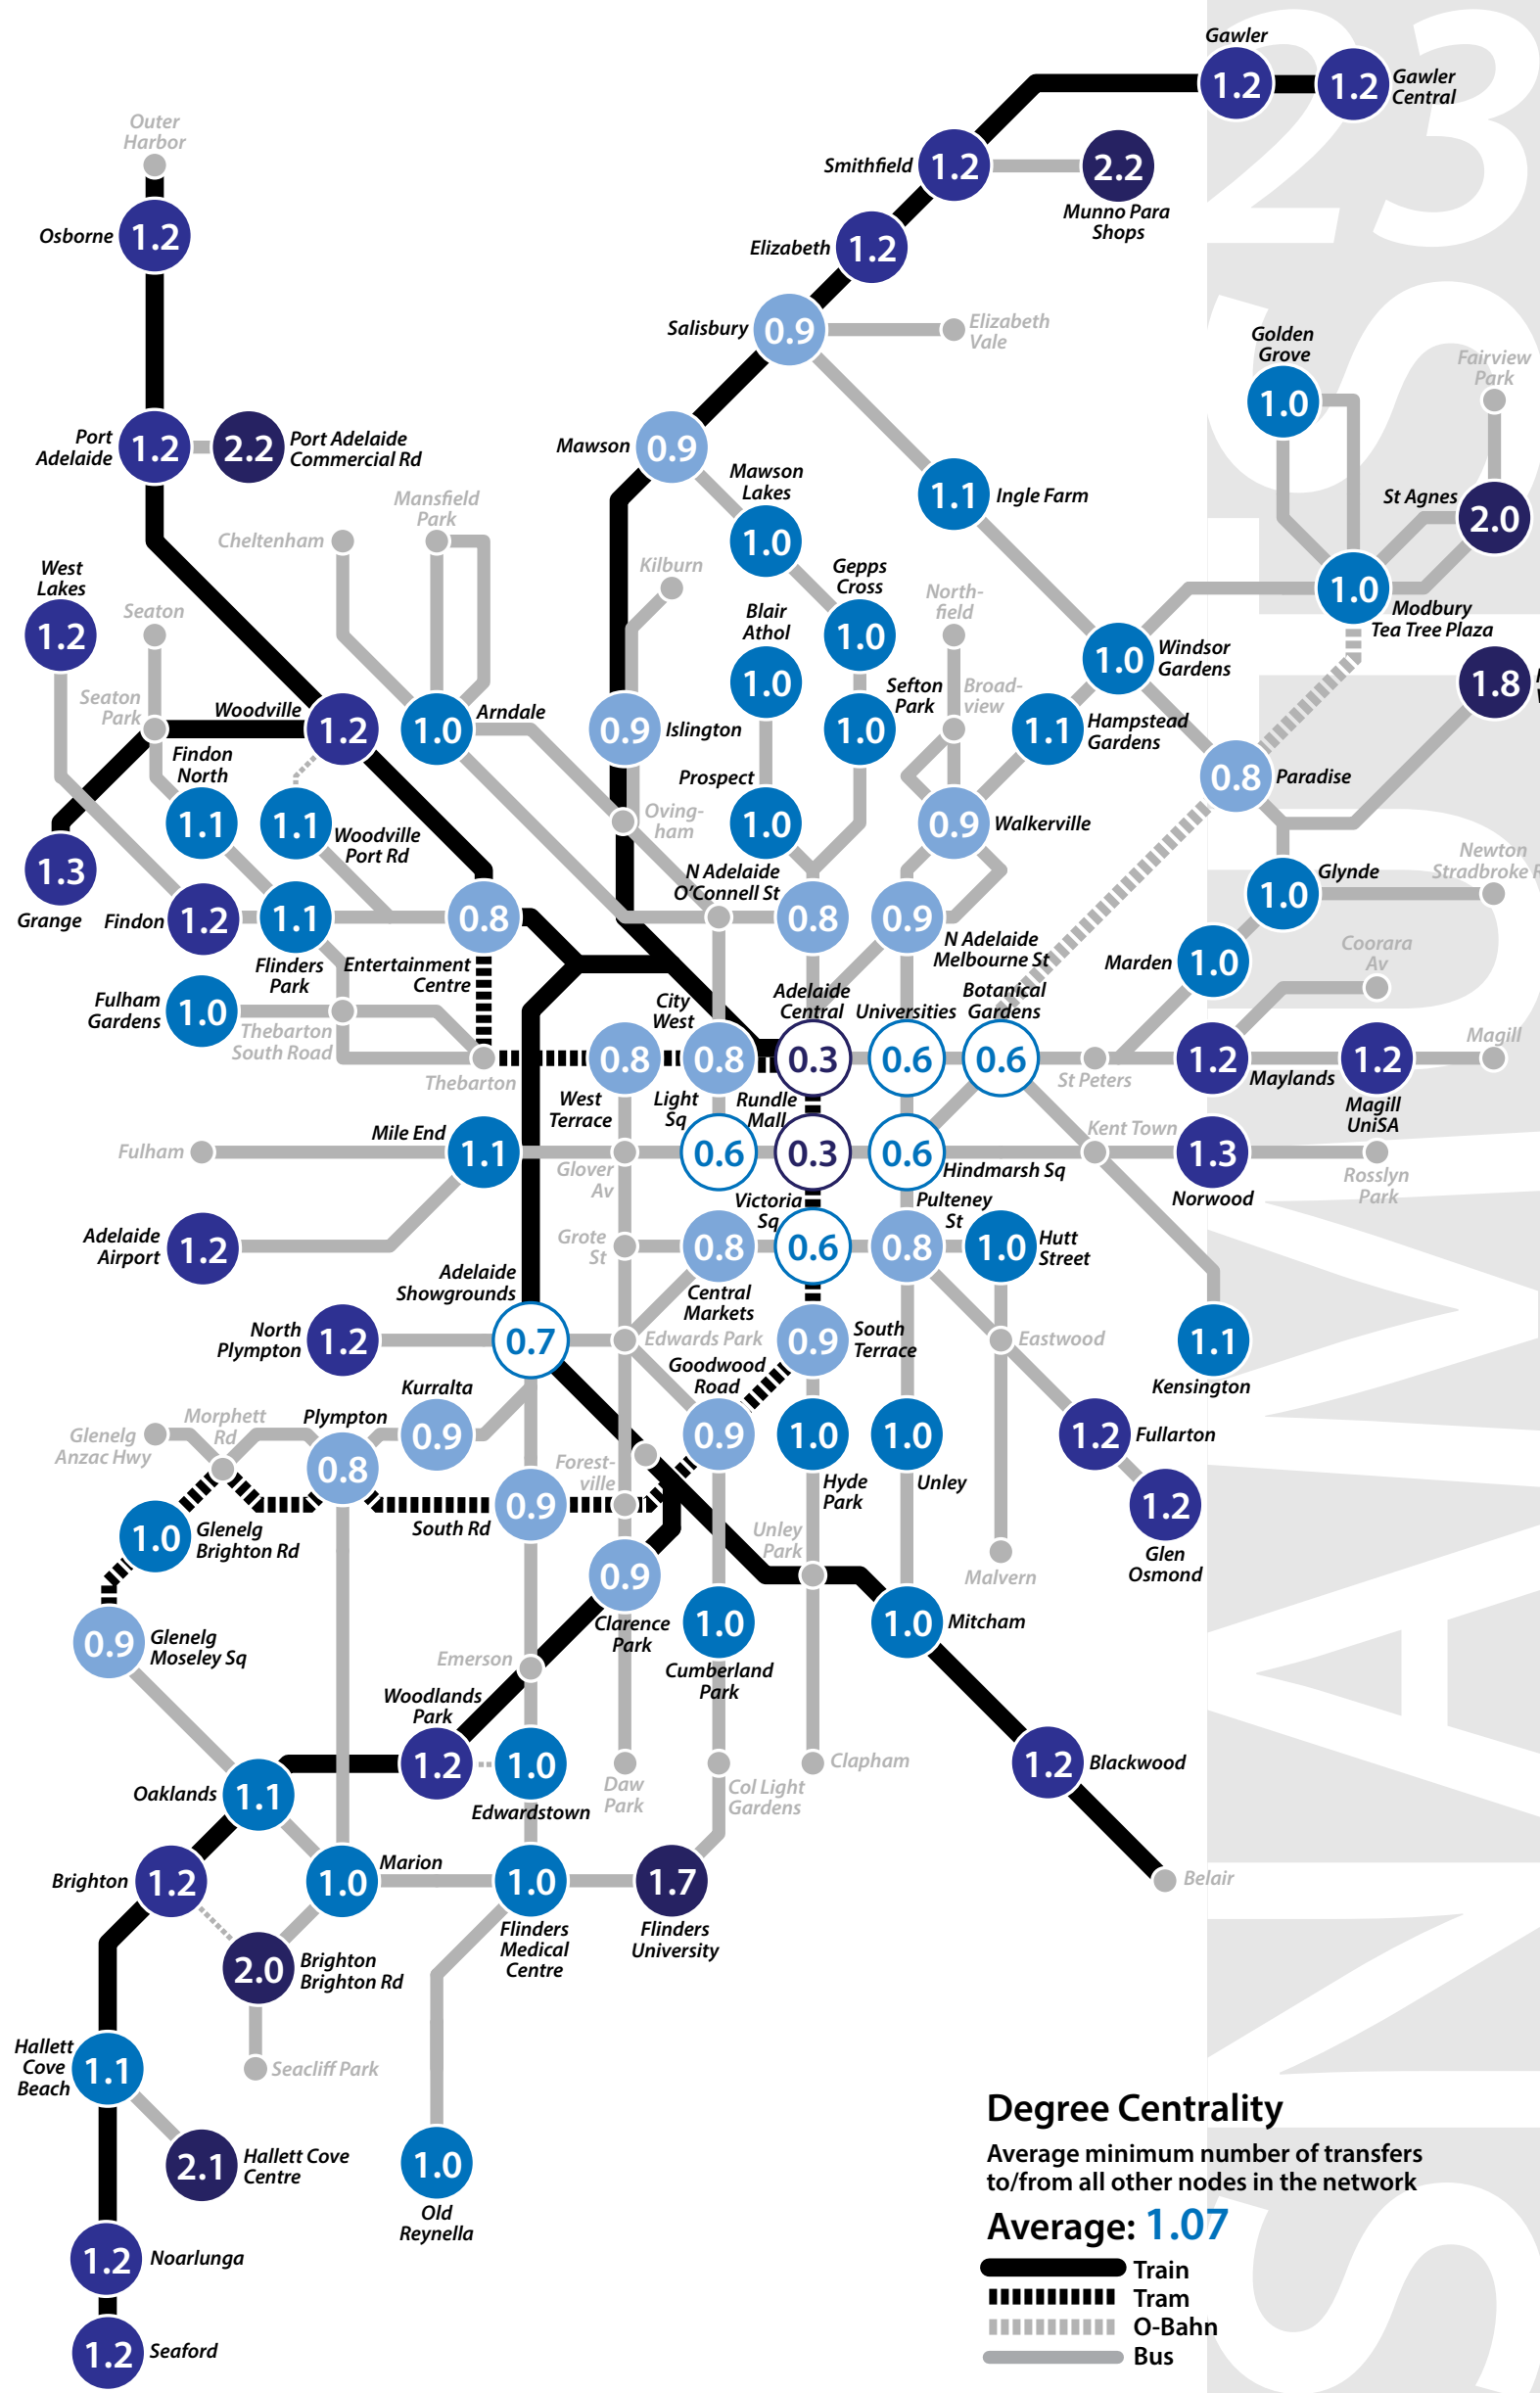 Gawler
1.2
1.2
Gawler
Central
Outer
Harbor
Smithfield
1.2
2.2
Munno Para
Shops
Osborne
1.2
Elizabeth
1.2
Salisbury
0.9
Elizabeth
Vale
Golden
Grove
1.0
Fairview
Park
Port
Adelaide
1.2
2.2
Port Adelaide
Commercial Rd
Mawson
0.9
Mawson
Lakes
1.0
1.1
Ingle Farm
St Agnes
2.0
Mansfield
Park
Cheltenham
Kilburn
Gepps
Cross
1.0
North-
field
1.0
Modbury
Tea Tree Plaza
West
Lakes
1.2
Seaton
Blair
Athol
1.0
1.0
Windsor
Gardens
1.8
Seaton
Park
Woodville
1.2
1.0
Arndale
0.9
Islington
Sefton
Park
1.0
Broad-
view
1.1
Hampstead
Gardens
0.8
Paradise
Findon
North
1.1
1.1
Woodville
Port Rd
Prospect
1.0
Oving-
ham
0.9
Walkerville
1.3
Grange
Findon
1.2
1.1
Flinders
Park
0.8
Entertainment
Centre
N Adelaide
O'Connell St
0.8
0.9
N Adelaide
Melbourne St
1.0
Glynde
Newton
Marden
1.0
Coorara
Av
Fulham
Gardens
1.0
Thebarton
South Road
Thebarton
City
West
Adelaide
Central
Universities
Botanical
Gardens
0.8
0.8
0.3
0.6
0.6
St Peters
1.2
Maylands
1.2
Magill
UniSA
Magill
West
Terrace
Light
Sq
Rundle
Mall
Fulham
Mile End
1.1
Glover
Av
0.6
0.3
0.6
Hindmarsh Sq
Kent Town
1.3
Norwood
Rosslyn
Park
Adelaide
Airport
1.2
Grote
St
0.8
Central
Markets
Victoria
Sq
0.6
Pulteney
St
0.8
1.0
Hutt
Street
Adelaide
Showgrounds
0.7
North
Plympton
1.2
Edwards Park
0.9
South
Terrace
Eastwood
1.1
Kensington
Goodwood
Road
0.9
Kurralta
0.9
Plympton
0.8
Morphett
Rd
Glenelg
Anzac Hwy
1.0
Hyde
Park
1.0
Unley
1.2
Fullarton
1.2
Glen
Osmond
Forest-
ville
South Rd
0.9
1.0
Glenelg
Brighton Rd
Unley
Park
Malvern
0.9
Clarence
Park
0.9
Glenelg
Moseley Sq
1.0
Cumberland
Park
1.0
Mitcham
Emerson
Woodlands
Park
1.2
1.0
Edwardstown
Daw
Park
Col Light
Gardens
Clapham
1.2
Blackwood
Oaklands
1.1
Brighton
1.2
1.0
Marion
1.0
Flinders
Medical
Centre
1.7
Flinders
University
Belair
2.0
Brighton
Brighton Rd
Seacliff Park
Hallett
Cove
Beach
1.1
2.1
Hallett Cove
Centre
1.0
Old
Reynella
1.2
Noarlunga
1.2
Seaford
Degree Centrality
Average minimum number of transfers
to/from all other nodes in the network
Average: 1.07
Train
Tram
O-Bahn
Bus
SNAMUTS 23